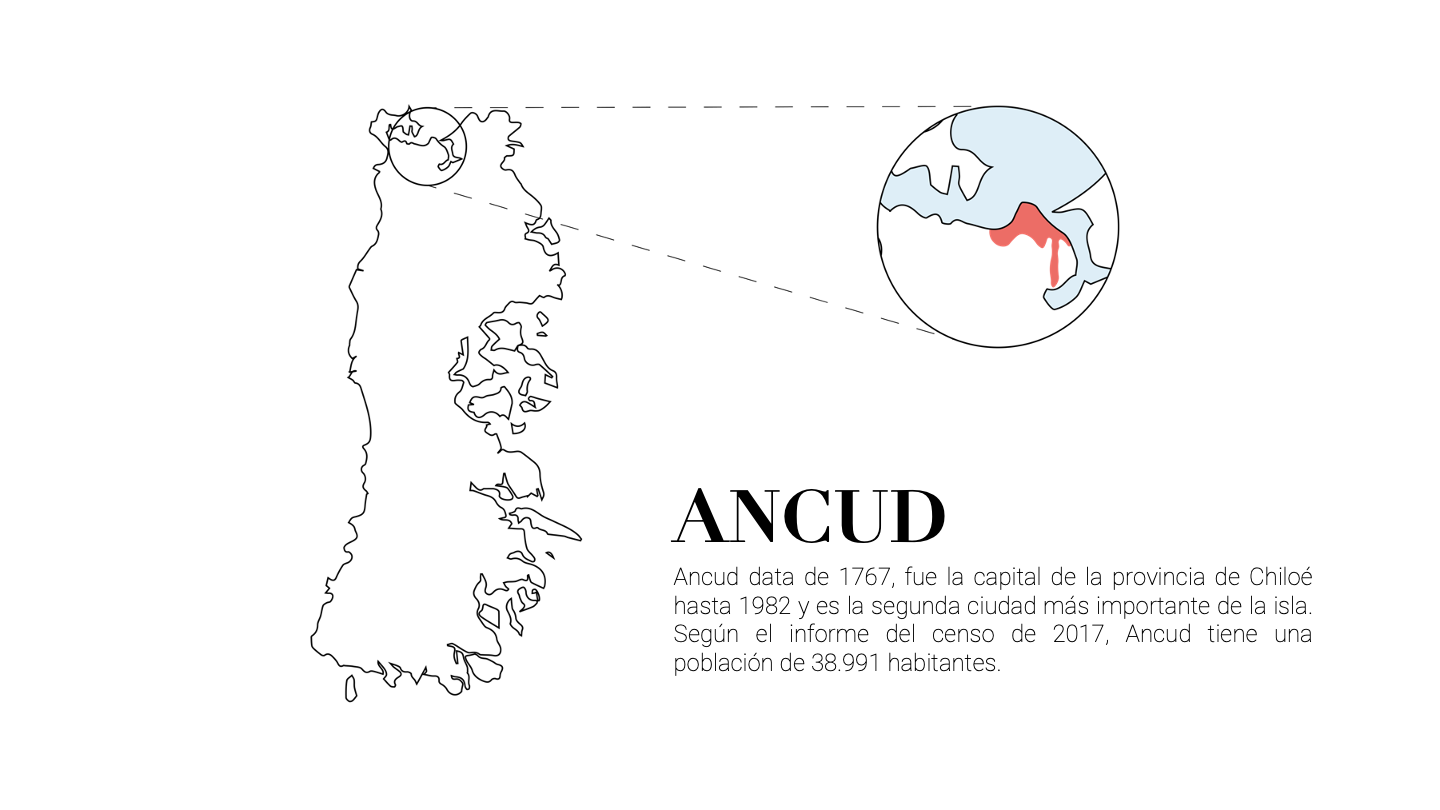 ANCUD
Ancud data de 1767, fue la capital de la provincia de Chiloé
hasta 1982 y es la segunda ciudad más importante de la isla.
Según el informe del censo de 2017, Ancud tiene una
población de 38.991 habitantes.